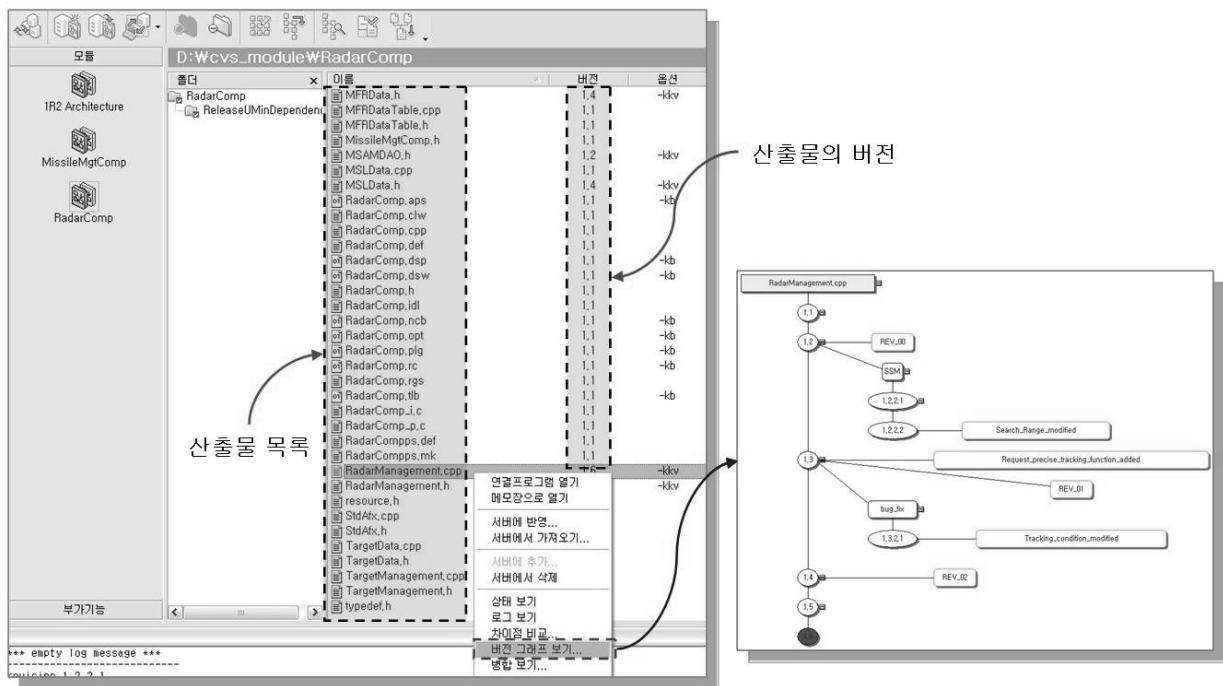 모듈
D:₩cvs_module₩RadarComp
1R2 Architecture
MissileMgtComp
RadarComp
부가기능
폴더 x
RadarComp
ReleaseUMinDependenc
이름 버전 옵션
MFRData.h 1.4 -kkv
MFRDataTable.cpp 1.1
MFRDataTable.h 1.1
MissileMgtComp.h 1.1
MSAMDAO.h 1.2 -kkv
MSLData.cpp 1.1
MSLData.h 1.4 -kkv
RadarComp.aps 1.1 -kb
RadarComp.clw 1.1
RadarComp.cpp 1.1
RadarComp.def 1.1
RadarComp.dsp 1.1 -kb
RadarComp.dsw 1.1 -kb
RadarComp.h 1.1
RadarComp.idl 1.1
RadarComp.ncb 1.1 -kb
RadarComp.opt 1.1 -kb
RadarComp.plg 1.1 -kb
RadarComp.rc 1.1 -kb
RadarComp.rgs 1.1
RadarComp.tlb 1.1 -kb
RadarComp_i.c 1.1
RadarComp_p.c 1.1
RadarCompps.def 1.1
RadarCompps.mk 1.1
RadarManagement.cpp 1.6 -kkv
RadarManagement.h -kkv
resource.h
StdAfx.cpp
StdAfx.h
TargetData.cpp
TargetData.h
TargetManagement.cpp
TargetManagement.h
typedef.h
연결프로그램 열기
메모장으로 열기
서버에 반영...
서버에서 가져오기...
서버에 추가...
서버에서 삭제
상태 보기
로그 보기
차이점 비교...
버전 그래프 보기...
병합 보기...
*** empty log message ***
revision 1.2.2.1
산출물 목록
산출물의 버전
RadarManagement.cpp
1.1
1.2
REV_00
SSM
1.2.2.1
1.2.2.2
Search_Range_modified
1.3
Request_precise_tracking_function_added
REV_01
bug_fix
1.3.2.1
Tracking_condition_modified
1.4
REV_02
1.5
1.6